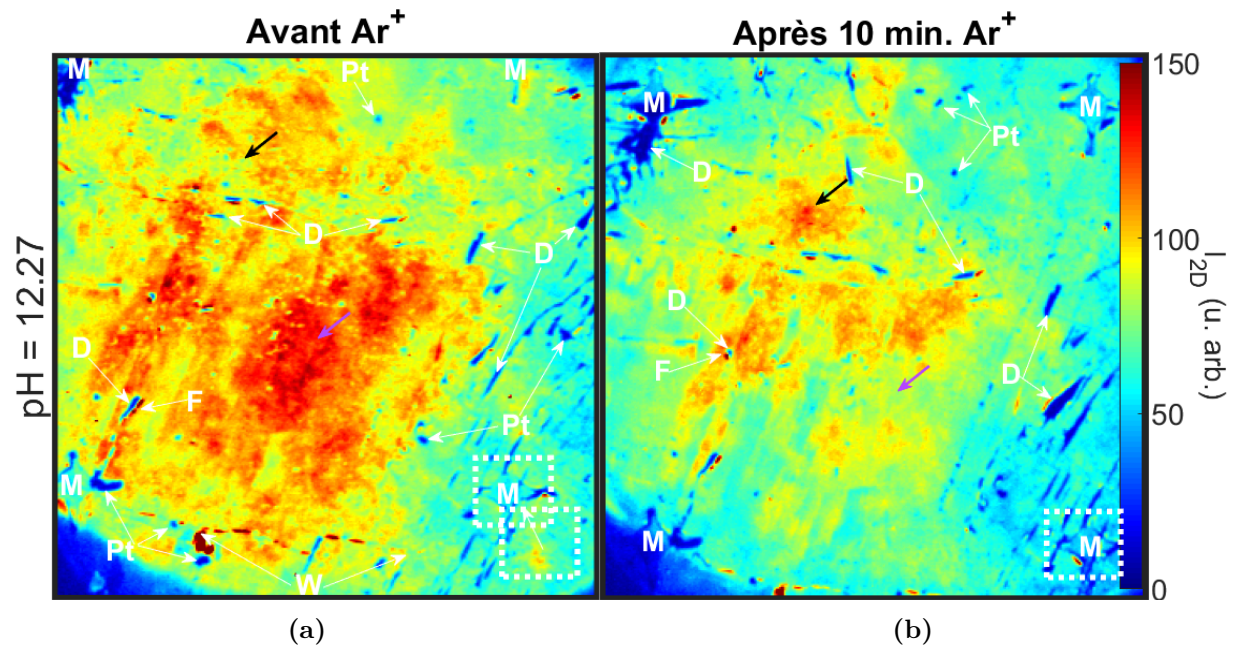 Avant Ar+
Après 10 min. Ar+
M
Pt
M
D
D
D
F
Pt
M
M
Pt
W
pH = 12.27
(a)
M
D
Pt
M
D
D
F
D
M
M
(b)
150
100
50
0
I2D (u. arb.)